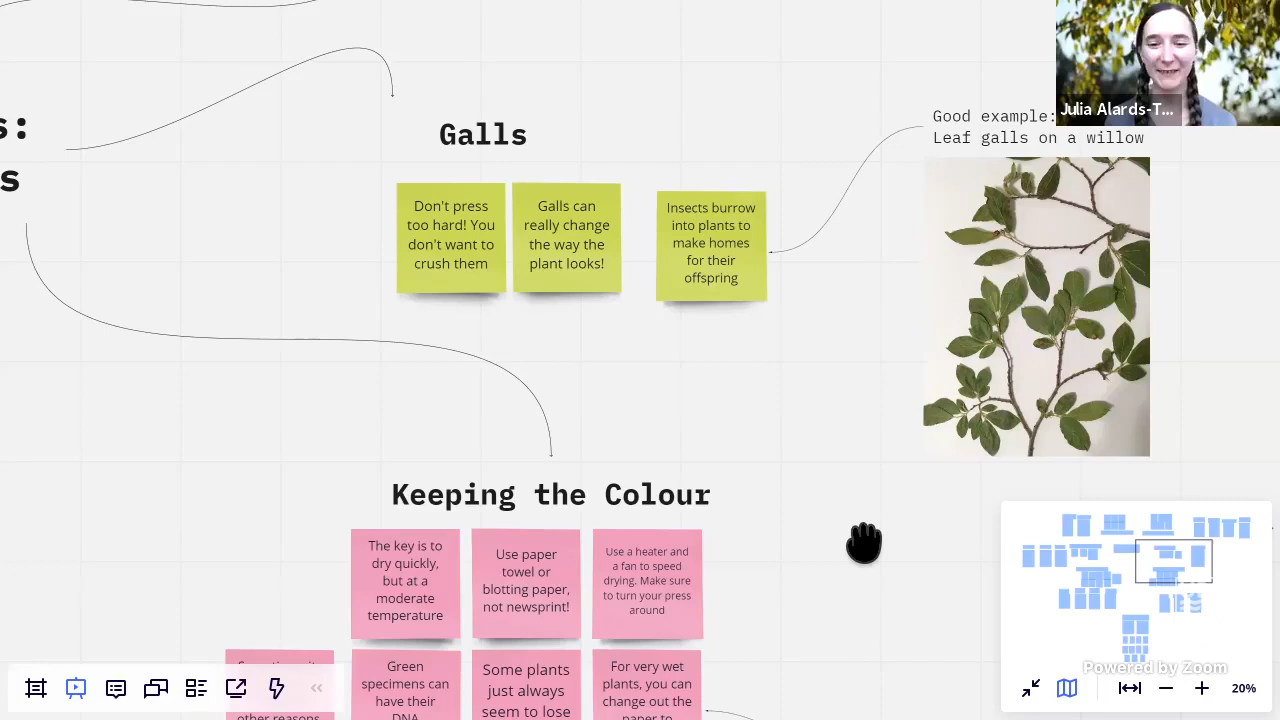 s:
s
Galls
Don't press
too hard! You
don't want to
crush them
Galls can
really change
the way the
plant looks!
Insects burrow
into plants to
make homes
for their
offspring
Good example:
Leaf galls on a willow
Julia Alards-T...
Keeping the Colour
The key is to
dry quickly,
but at a
moderate
temperature
Use paper
towel or
blotting paper,
not newsprint!
Use a heater and
a fan to speed
drying. Make sure
to turn your press
around
other reasons
Green
specimens can
have their
DNA
Some plants
just always
seem to lose
For very wet
plants, you can
change out the
paper to
Powered by Zoom
20%